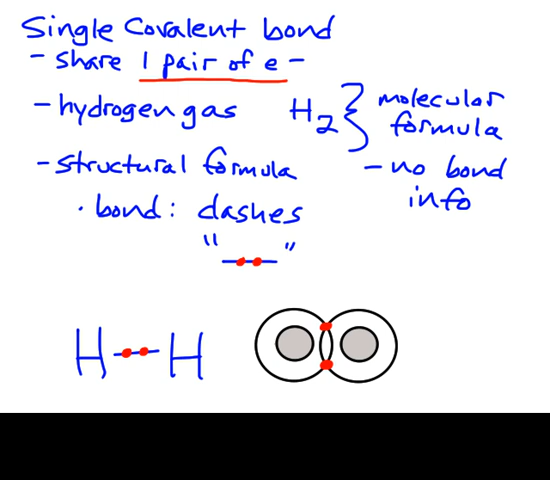 Single Covalent bond
- share 1 pair of e -
- hydrogen gas H2 } molecular formula
- structural formula - no bond info
· bond: dashes
" — "
H — H